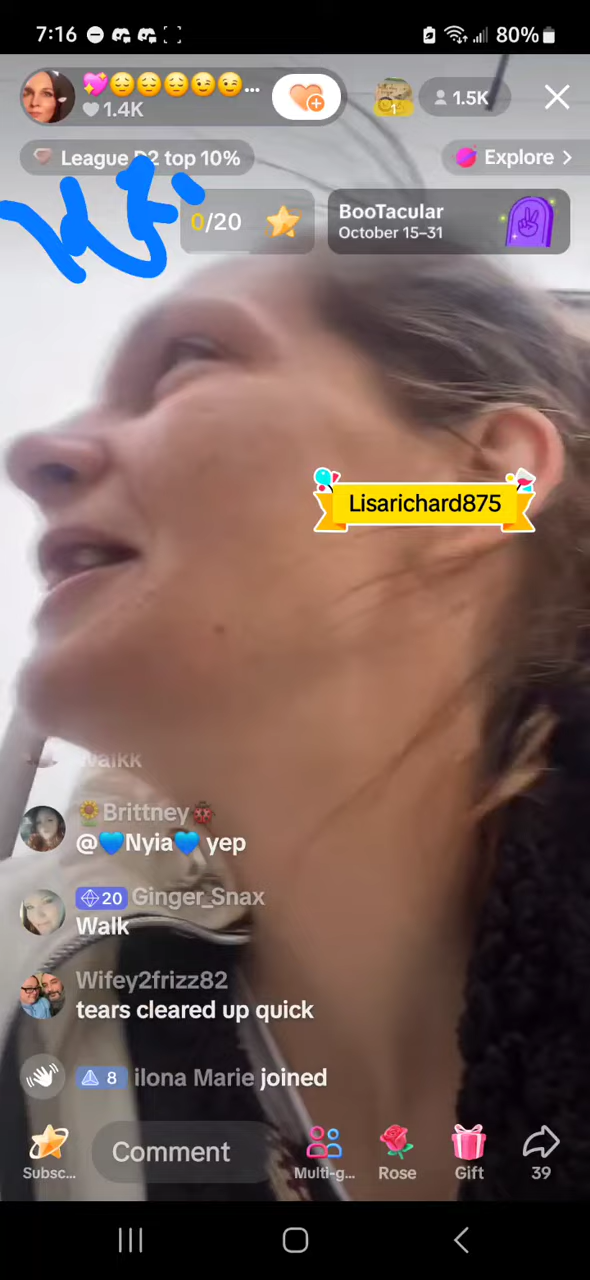 7:16
80%
💖😌😌😌😉😉...
1.4K
1
1.5K
League D2 top 10%
Explore >
0/20
BooTacular
October 15–31
Lisarichard875
walkk
🌻Brittney🐞
@💙Nyia💙 yep
20 Ginger_Snax
Walk
Wifey2frizz82
tears cleared up quick
8 ilona Marie joined
Subsc...
Comment
Multi-g...
Rose
Gift
39